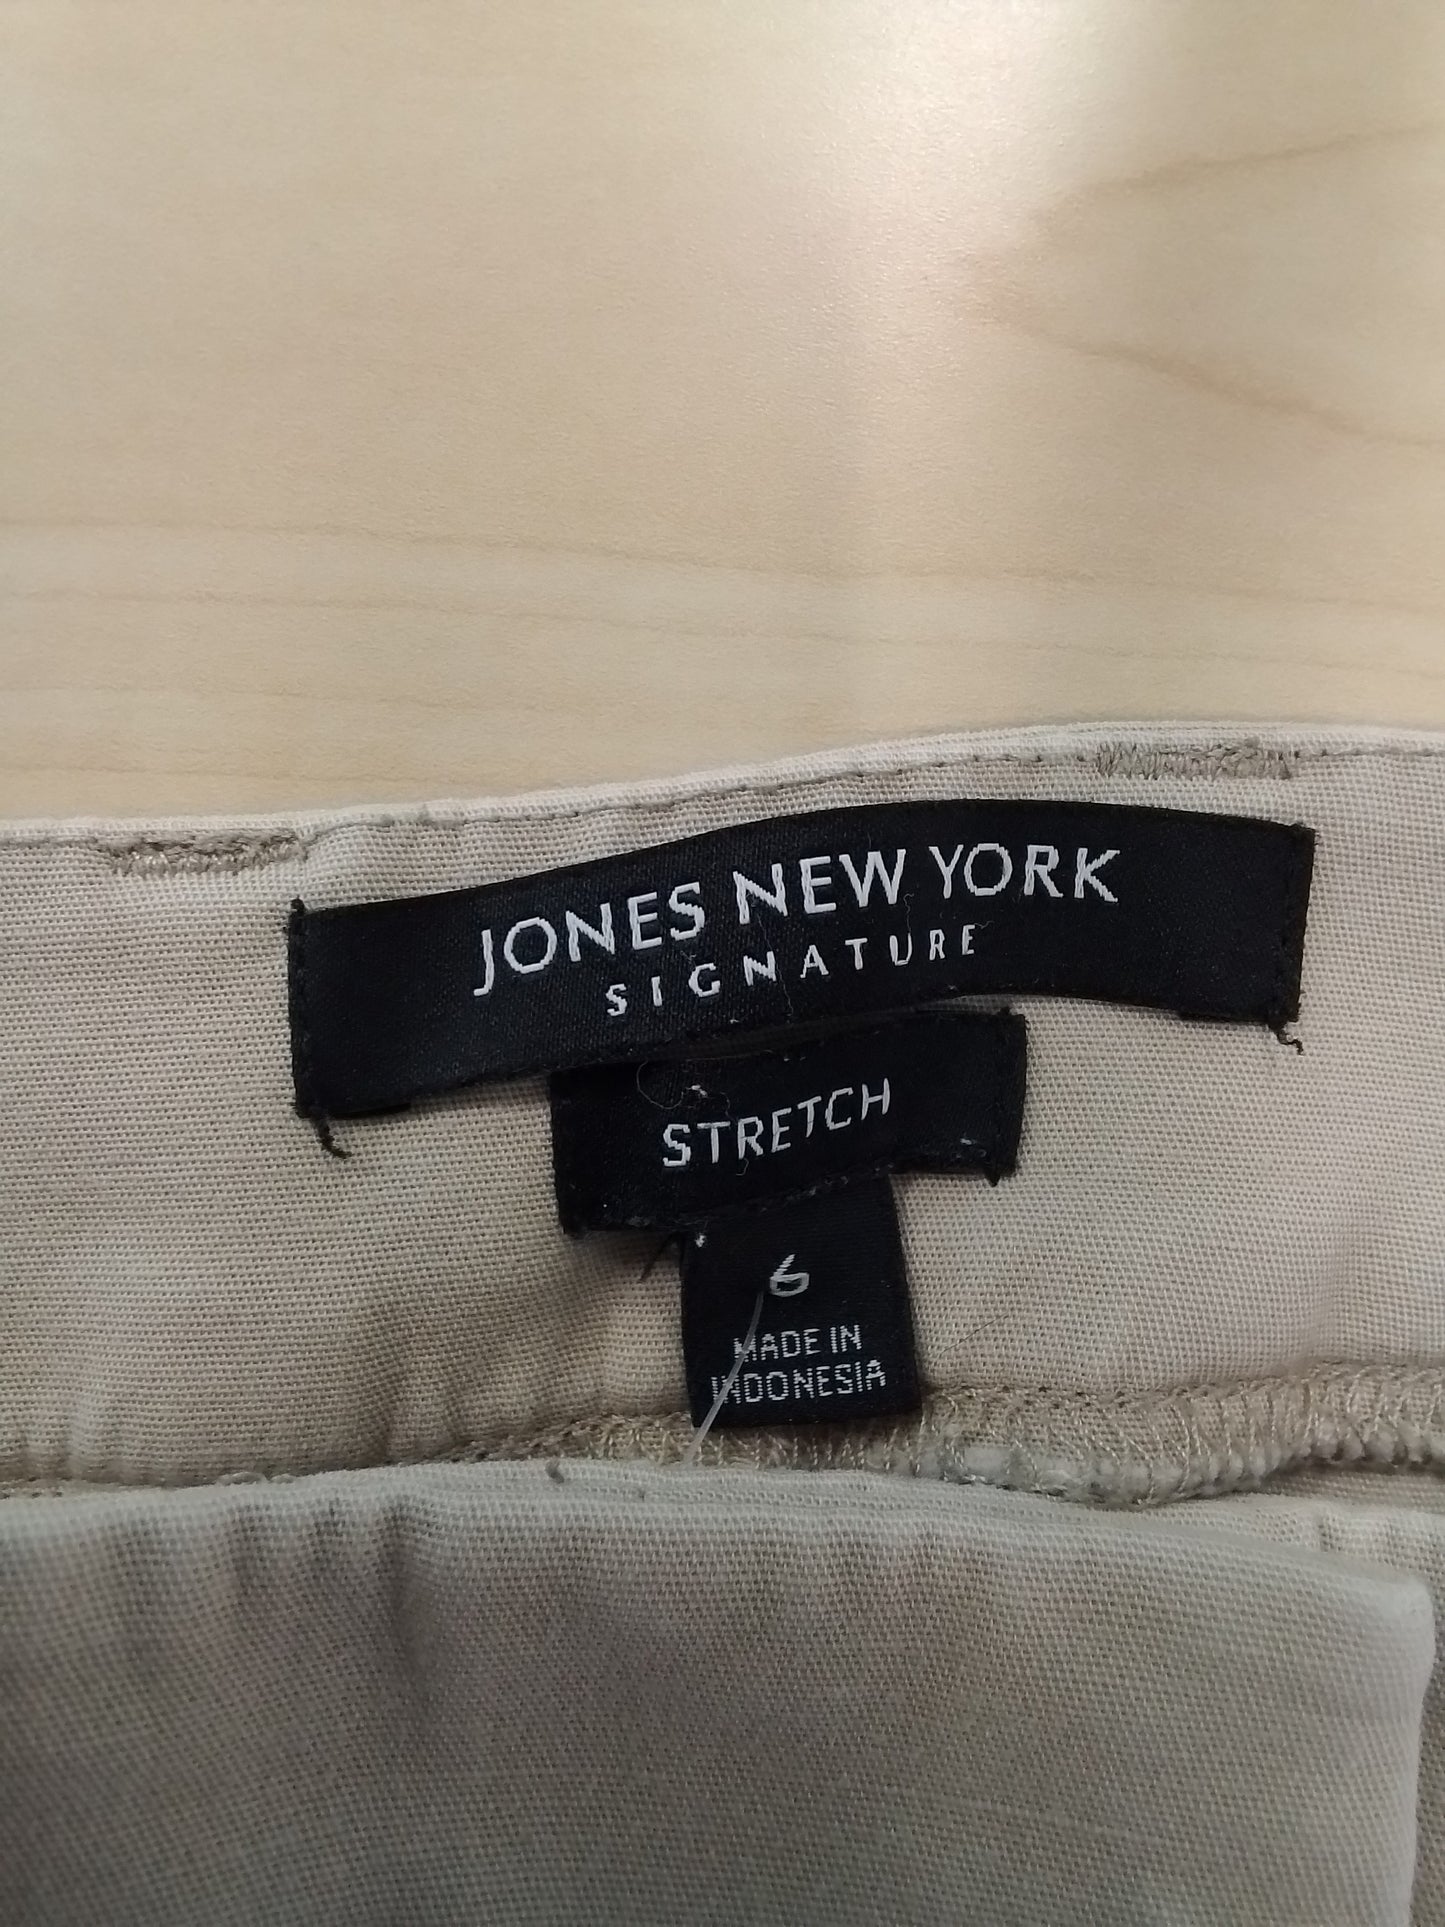 JONES NEW YORK
SIGNATURE
STRETCH
6
MADE IN
INDONESIA